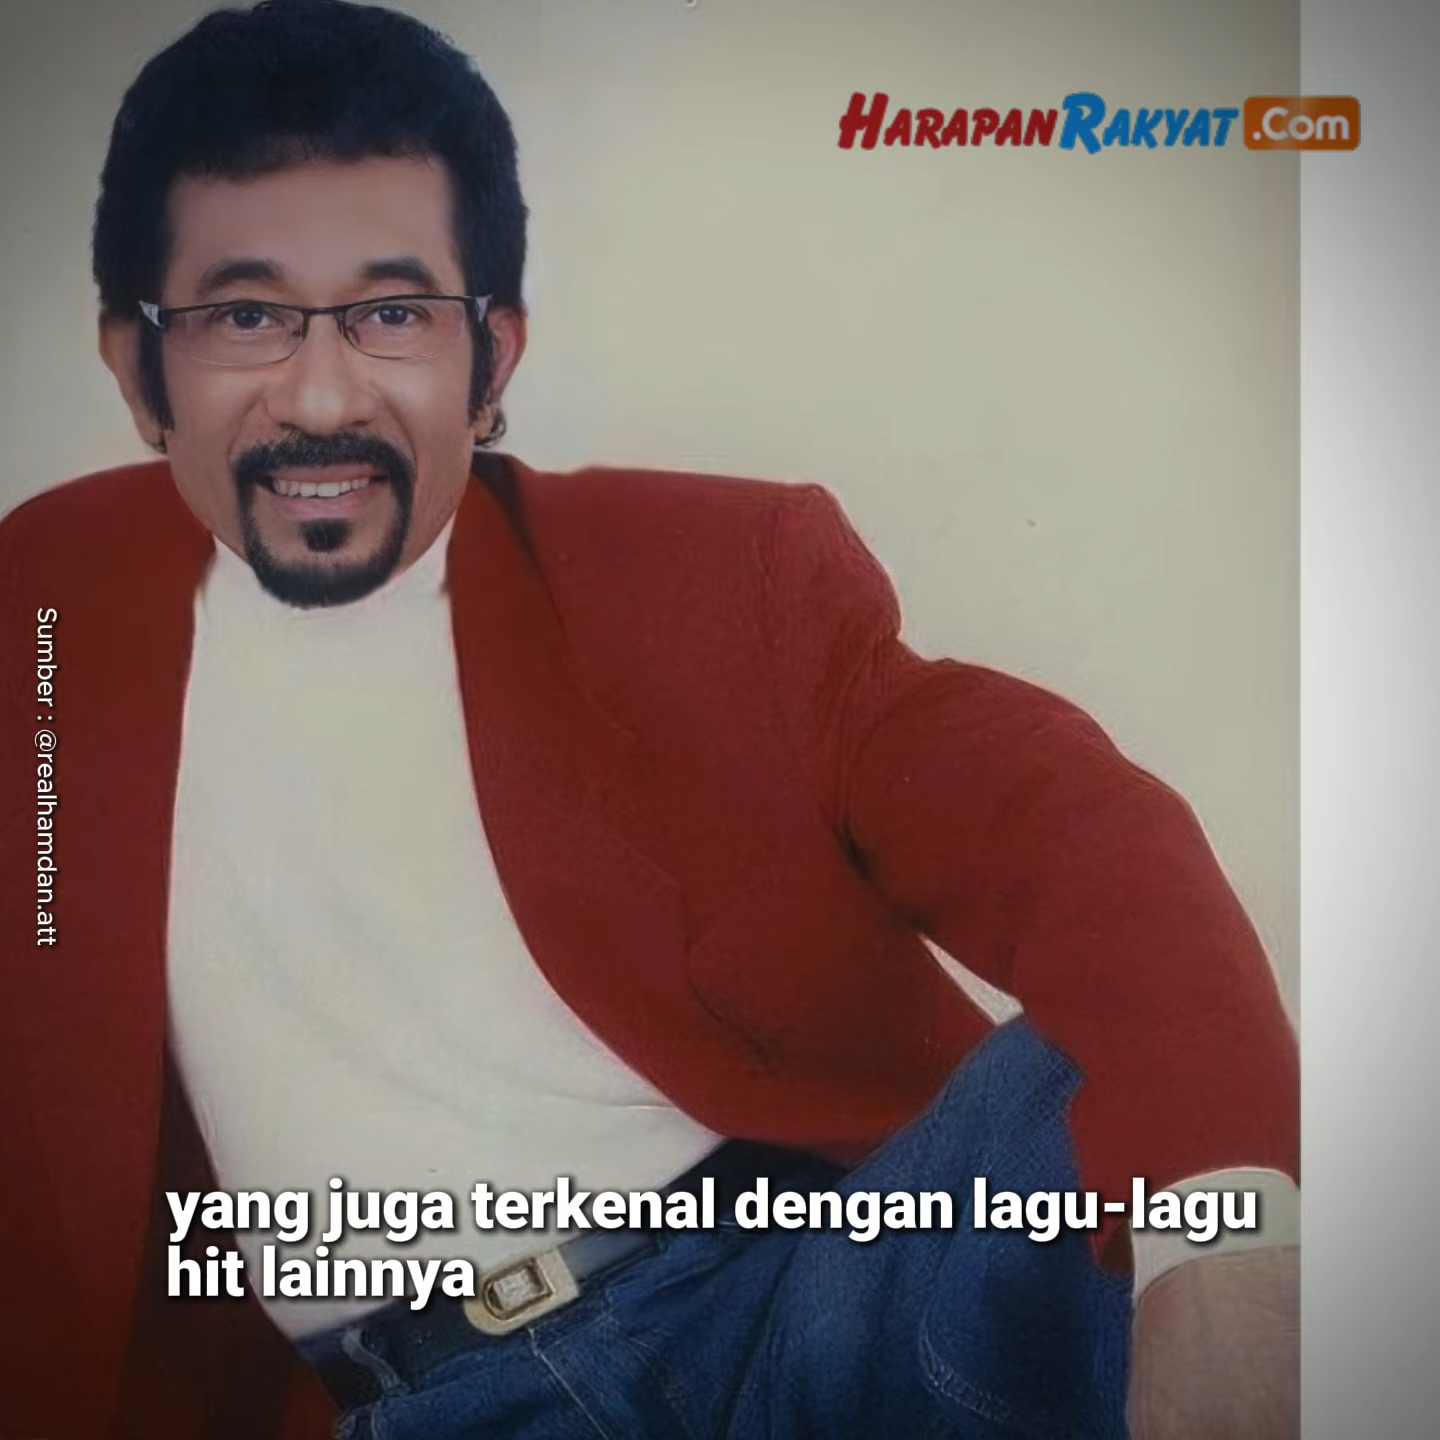 HARAPANRAKYAT.Com
Sumber : @realhamdan.att
yang juga terkenal dengan lagu-lagu
hit lainnya